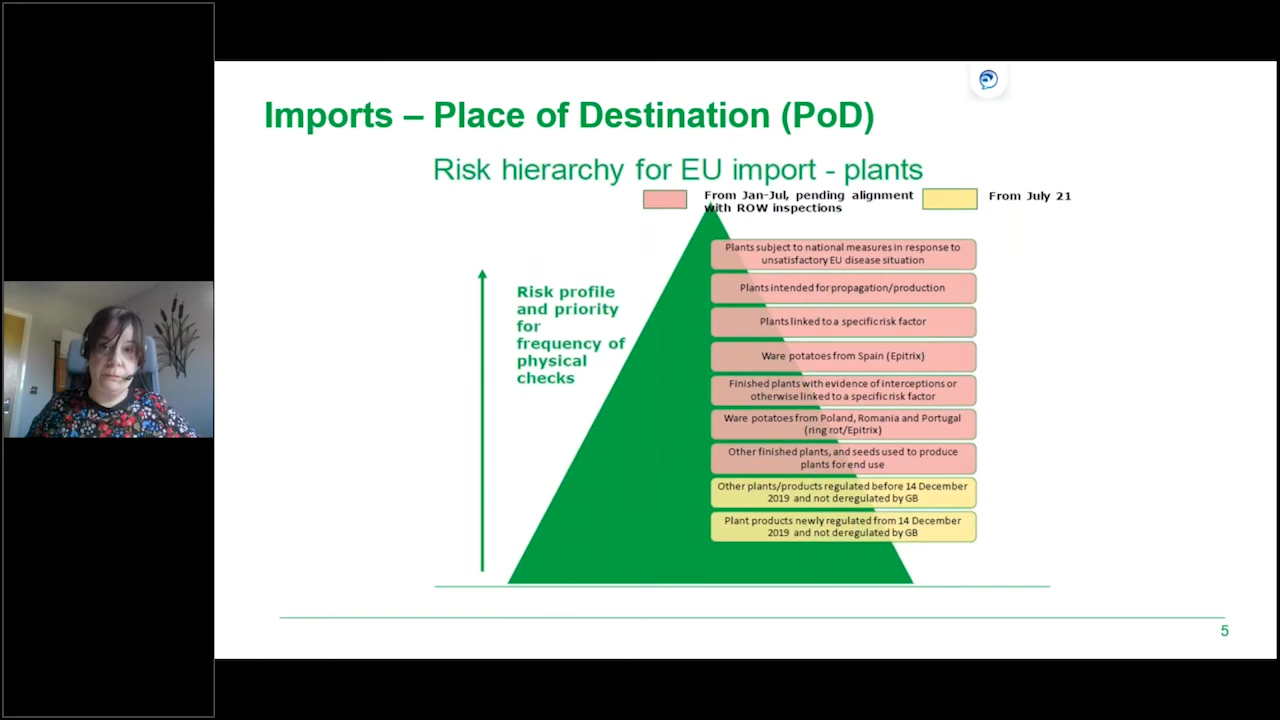 Imports – Place of Destination (PoD)
Risk hierarchy for EU import - plants
From Jan-Jul, pending alignment
with ROW inspections
From July 21
Risk profile
and priority
for
frequency of
physical
checks
Plants subject to national measures in response to
unsatisfactory EU disease situation
Plants intended for propagation/production
Plants linked to a specific risk factor
Ware potatoes from Spain (Epitrix)
Finished plants with evidence of interceptions or
otherwise linked to a specific risk factor
Ware potatoes from Poland, Romania and Portugal
(ring rot/Epitrix)
Other finished plants, and seeds used to produce
plants for end use
Other plants/products regulated before 14 December
2019 and not deregulated by GB
Plant products newly regulated from 14 December
2019 and not deregulated by GB
5